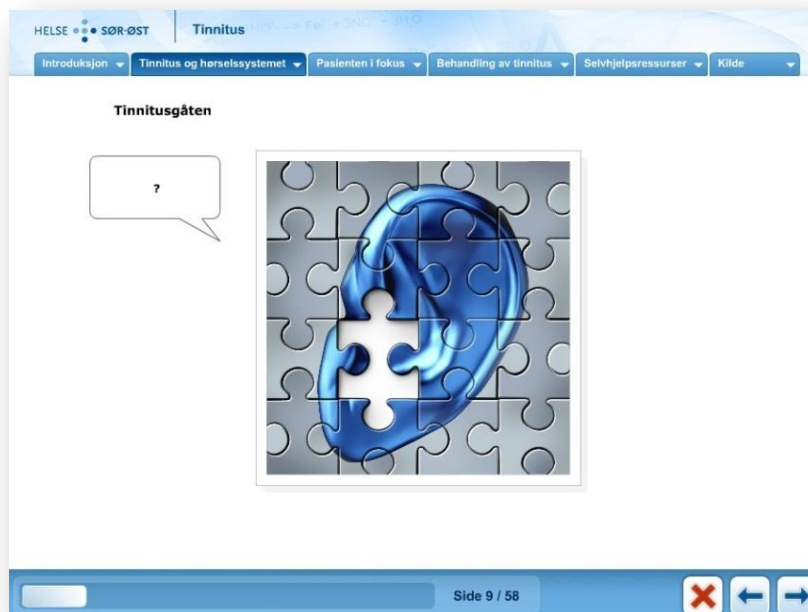 HELSE SØR-ØST
Tinnitus
Introduksjon
Tinnitus og hørselssystemet
Pasienten i fokus
Behandling av tinnitus
Selvhjelpsressurser
Kilde
Tinnitusgåten
?
Side 9 / 58